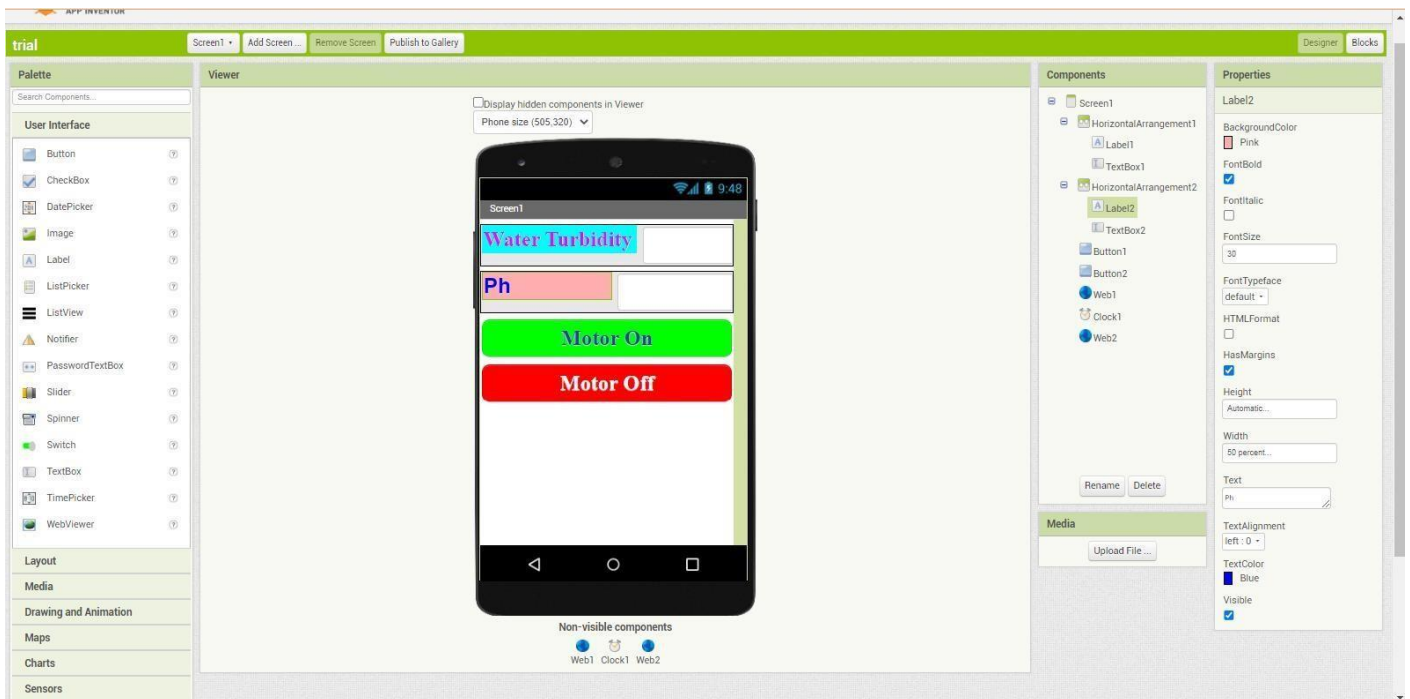 APP INVENTOR
trial
Screen1
Add Screen ...
Remove Screen
Publish to Gallery
Designer
Blocks
Palette
Search Components...
User Interface
Button
CheckBox
DatePicker
Image
Label
ListPicker
ListView
Notifier
PasswordTextBox
Slider
Spinner
Switch
TextBox
TimePicker
WebViewer
Layout
Media
Drawing and Animation
Maps
Charts
Sensors
Viewer
Display hidden components in Viewer
Phone size (505,320)
9:48
Screen1
Water Turbidity
Ph
Motor On
Motor Off
Non-visible components
Web1 Clock1 Web2
Components
Screen1
HorizontalArrangement1
Label1
TextBox1
HorizontalArrangement2
Label2
TextBox2
Button1
Button2
Web1
Clock1
Web2
Rename
Delete
Media
Upload File ...
Properties
Label2
BackgroundColor
Pink
FontBold
FontItalic
FontSize
30
FontTypeface
default
HTMLFormat
HasMargins
Height
Automatic...
Width
50 percent...
Text
Ph
TextAlignment
left : 0
TextColor
Blue
Visible